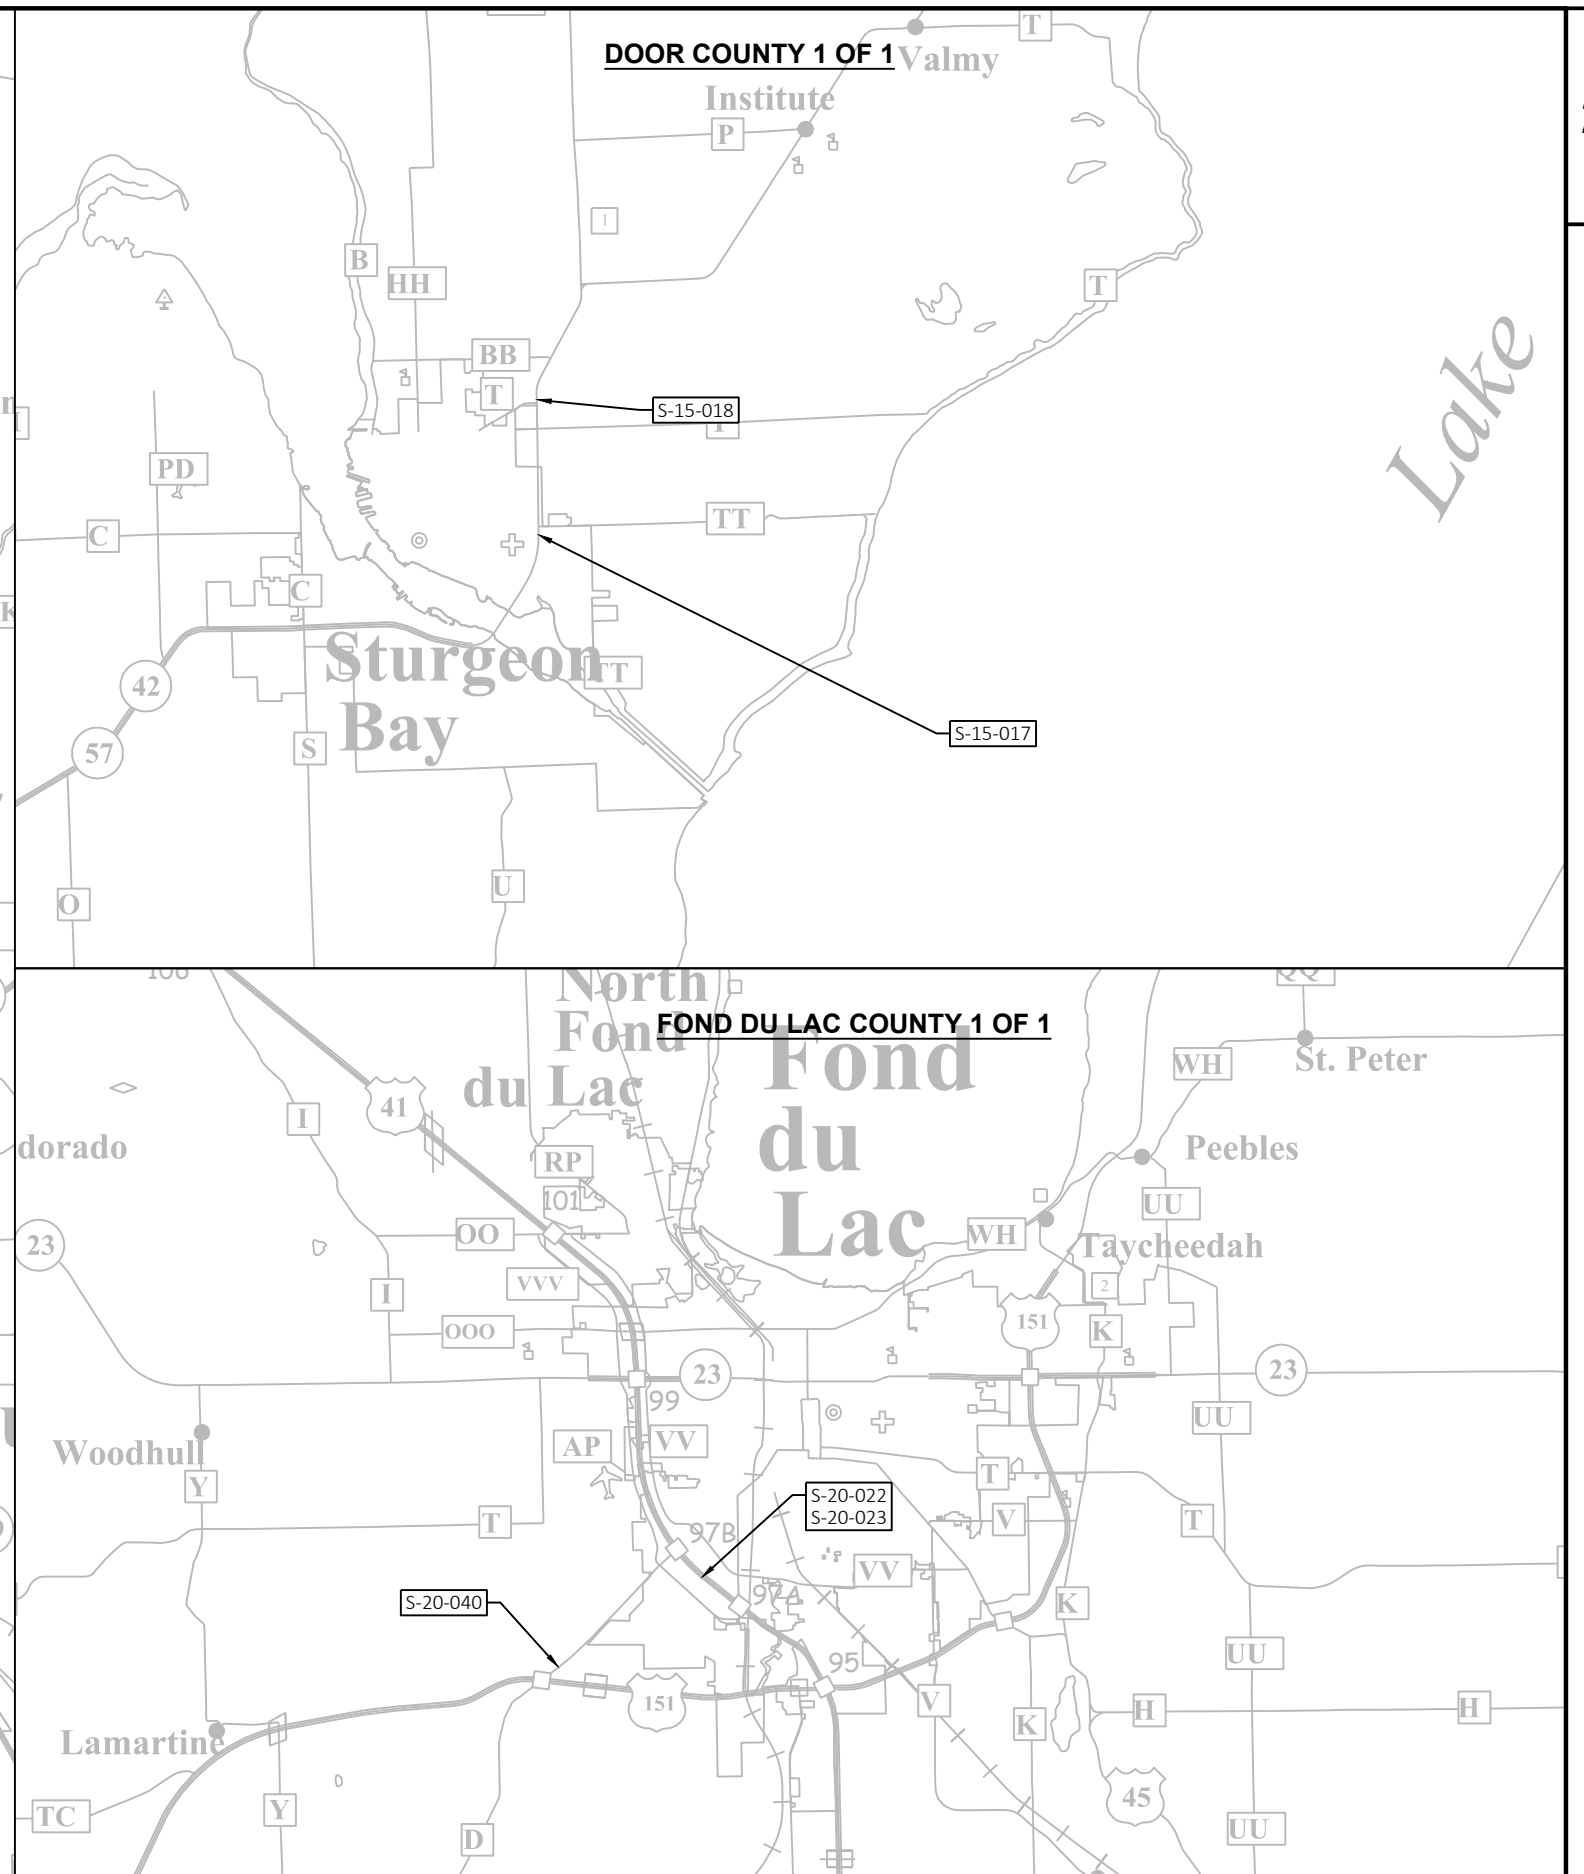 DOOR COUNTY 1 OF 1
T
Valmy
Institute
P
1
B
HH
T
BB
T
S-15-018
Lake
PD
TT
C
C
Sturgeon
TT
42
Bay
S-15-017
57
S
U
O
106
North
QQ
FOND DU LAC COUNTY 1 OF 1
Fond
Fond
WH
St. Peter
du Lac
41
I
du
dorado
Peebles
RP
101
UU
Lac
23
OO
WH
Taycheedah
VVV
2
I
151
OOO
K
23
23
99
UU
AP
VV
Woodhull
T
Y
S-20-022
S-20-023
T
V
T
97B
VV
97A
S-20-040
K
UU
95
151
V
H
H
K
Lamartine
45
TC
Y
UU
D